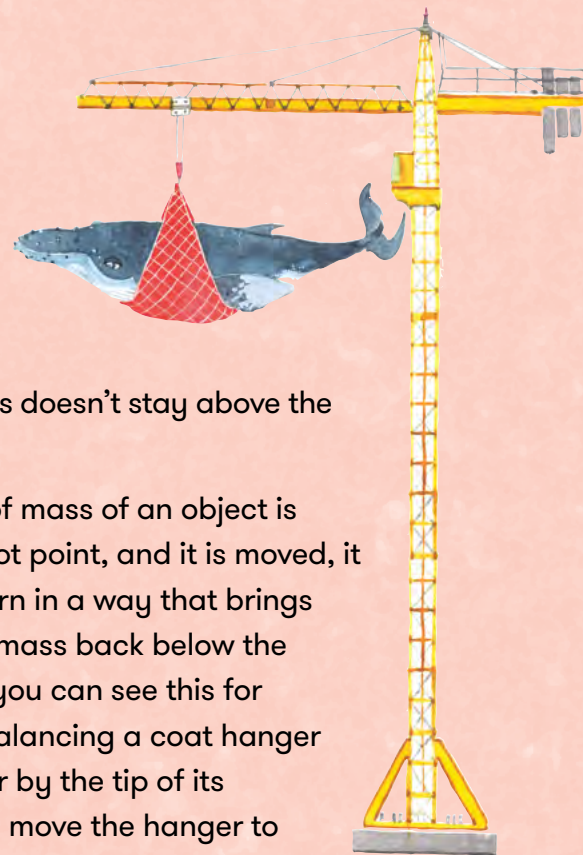 s doesn't stay above the
of mass of an object is
ot point, and it is moved, it
rn in a way that brings
mass back below the
you can see this for
alancing a coat hanger
r by the tip of its
move the hanger to